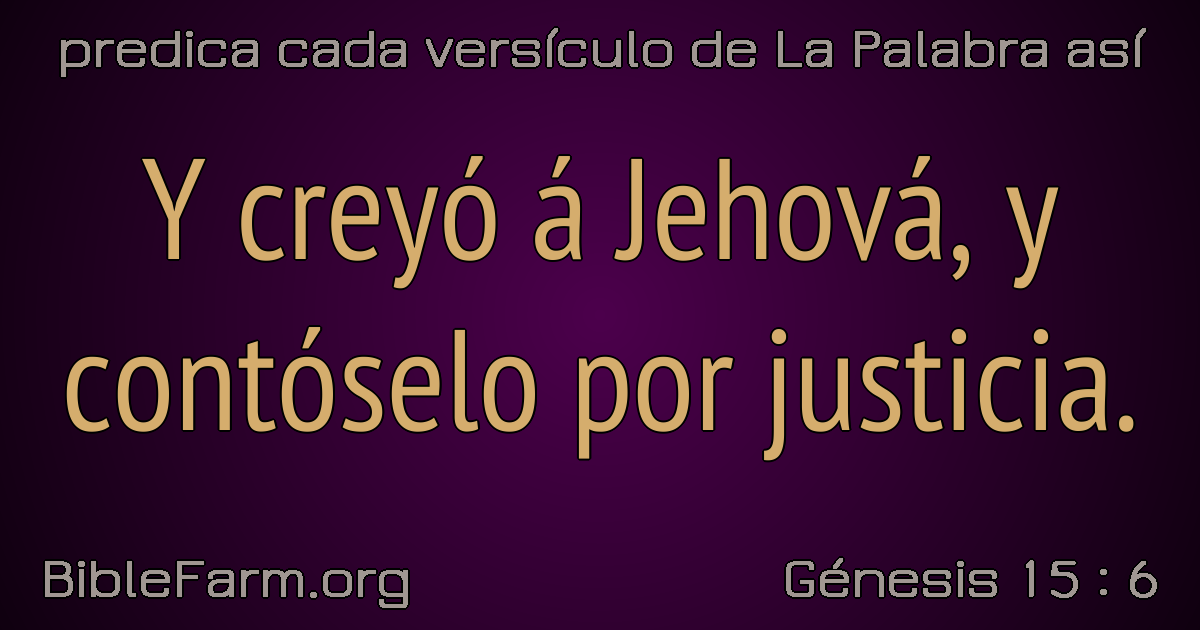 predica cada versículo de La Palabra así
Y creyó á Jehová, y
contóselo por justicia.
BibleFarm.org
Génesis 15 : 6